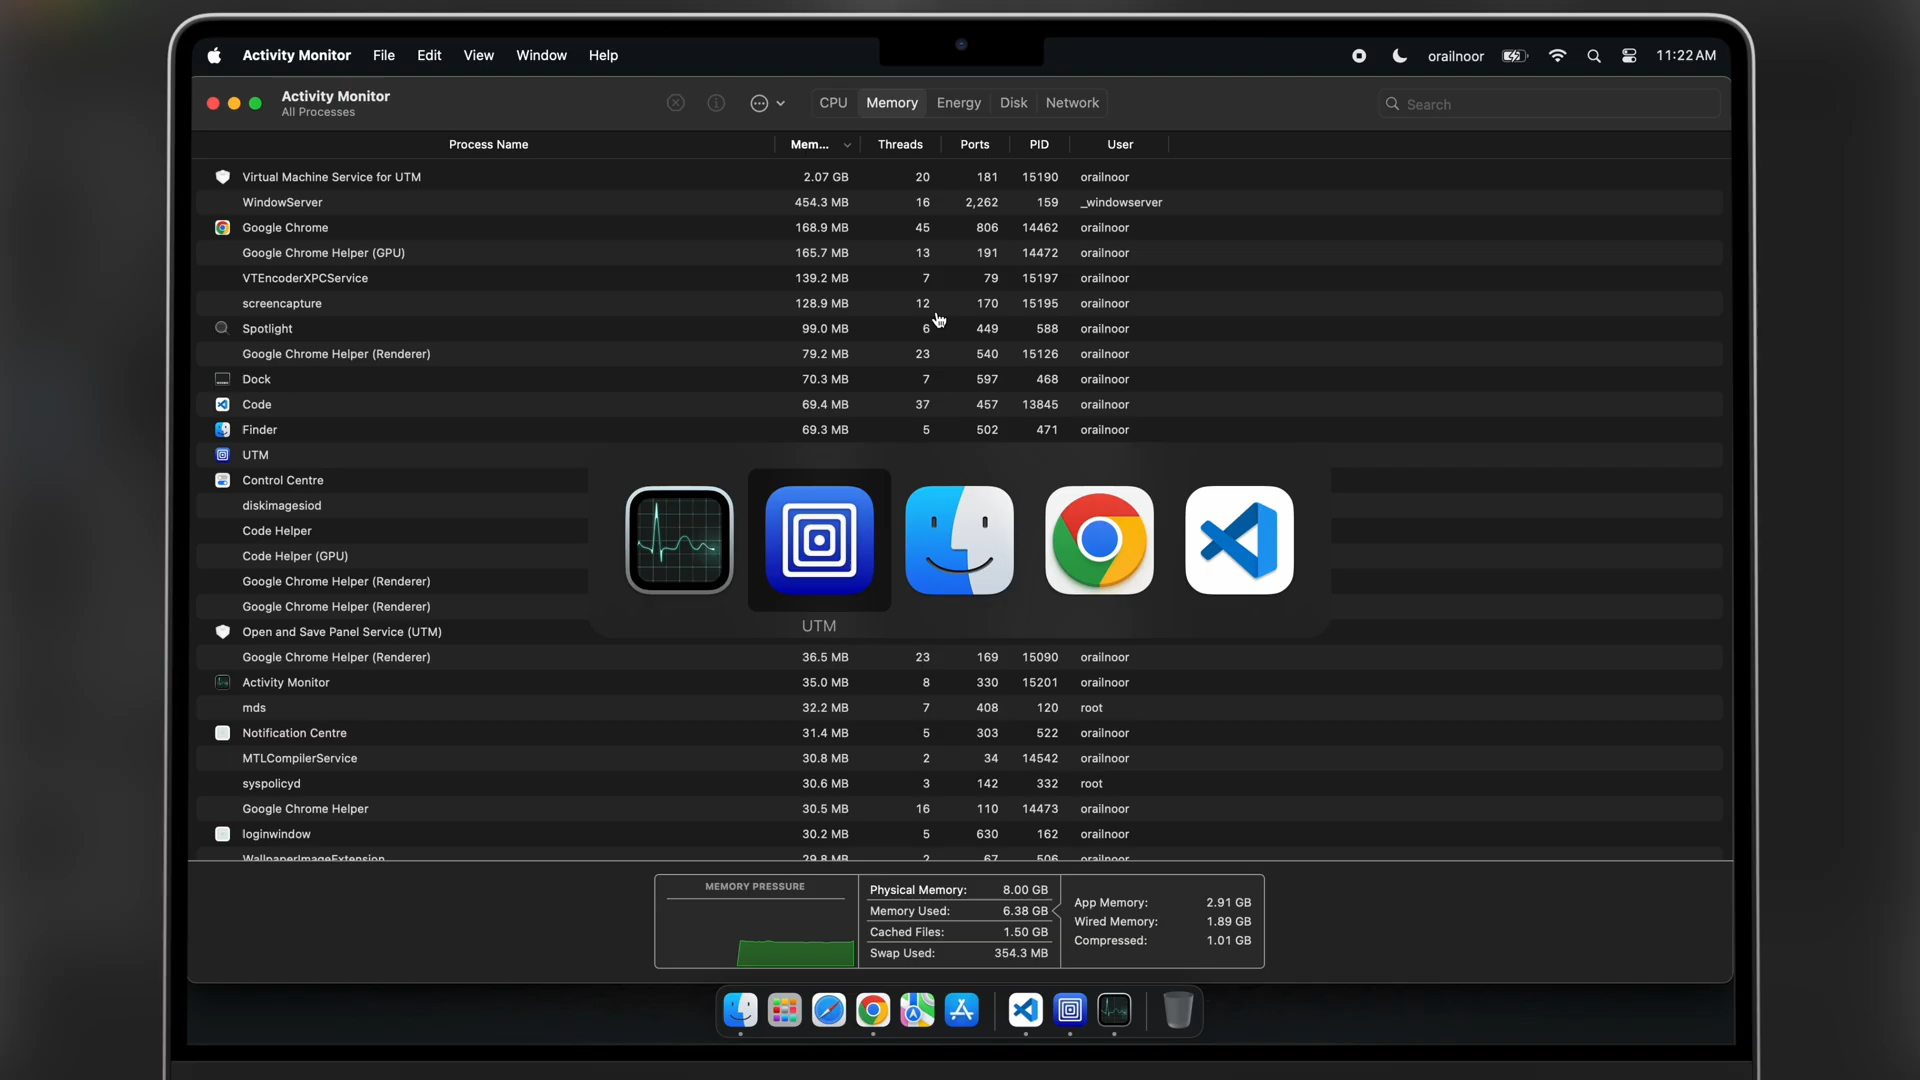 Activity Monitor File Edit View Window Help orailnoor 11:22 AM
Activity Monitor
All Processes
CPU Memory Energy Disk Network Search
Process Name Mem... Threads Ports PID User
Virtual Machine Service for UTM 2.07 GB 20 181 15190 orailnoor
WindowServer 454.3 MB 16 2,262 159 _windowserver
Google Chrome 168.9 MB 45 806 14462 orailnoor
Google Chrome Helper (GPU) 165.7 MB 13 191 14472 orailnoor
VTEncoderXPCService 139.2 MB 7 79 15197 orailnoor
screencapture 128.9 MB 12 170 15195 orailnoor
Spotlight 99.0 MB 6 449 588 orailnoor
Google Chrome Helper (Renderer) 79.2 MB 23 540 15126 orailnoor
Dock 70.3 MB 7 597 468 orailnoor
Code 69.4 MB 37 457 13845 orailnoor
Finder 69.3 MB 5 502 471 orailnoor
UTM
Control Centre
diskimagesiod
Code Helper
Code Helper (GPU)
Google Chrome Helper (Renderer)
Google Chrome Helper (Renderer)
UTM
Open and Save Panel Service (UTM)
Google Chrome Helper (Renderer) 36.5 MB 23 169 15090 orailnoor
Activity Monitor 35.0 MB 8 330 15201 orailnoor
mds 32.2 MB 7 408 120 root
Notification Centre 31.4 MB 5 303 522 orailnoor
MTLCompilerService 30.8 MB 2 34 14542 orailnoor
syspolicyd 30.6 MB 3 142 332 root
Google Chrome Helper 30.5 MB 16 110 14473 orailnoor
loginwindow 30.2 MB 5 630 162 orailnoor
WallpaperImageExtension 29.8 MB 2 67 506 orailnoor
MEMORY PRESSURE
Physical Memory: 8.00 GB
Memory Used: 6.38 GB
Cached Files: 1.50 GB
Swap Used: 354.3 MB
App Memory: 2.91 GB
Wired Memory: 1.89 GB
Compressed: 1.01 GB